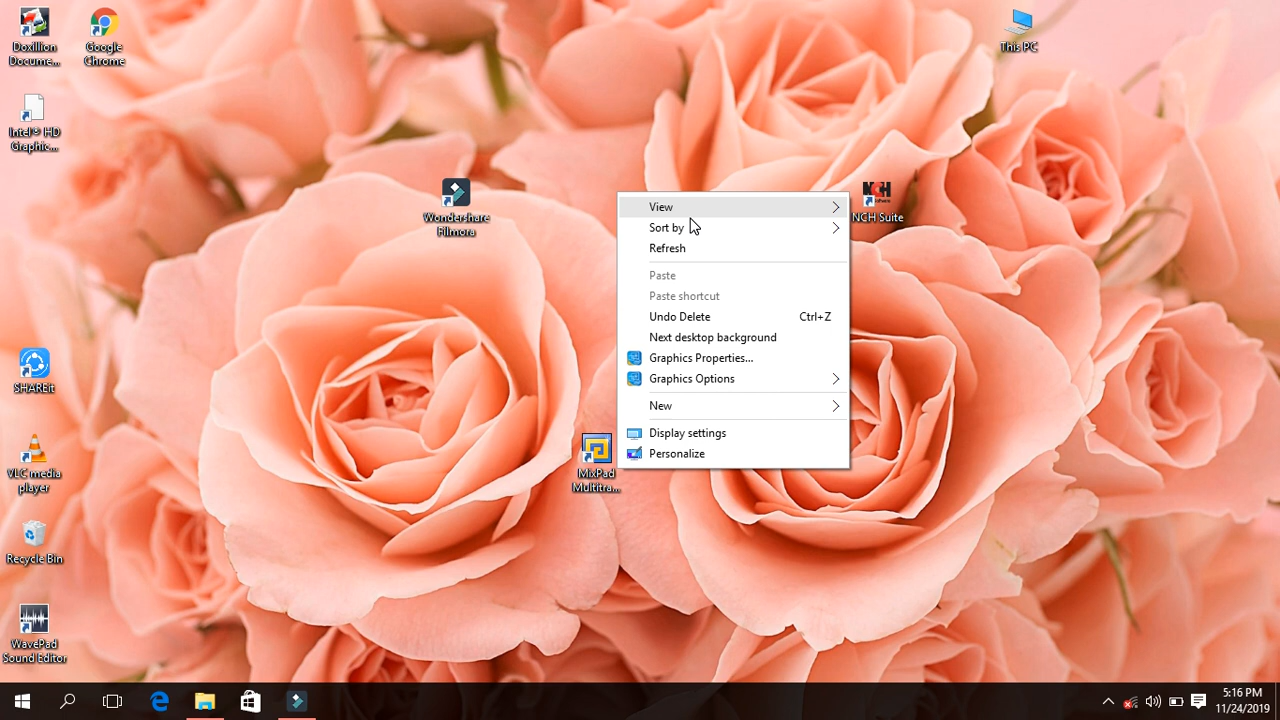 Doxillion
Docume...
Google
Chrome
This PC
Intel® HD
Graphic...
Wondershare
Filmora
NCH
Software
NCH Suite
View
Sort by
Refresh
Paste
Paste shortcut
Undo Delete Ctrl+Z
Next desktop background
Graphics Properties...
Graphics Options
New
Display settings
Personalize
SHAREit
VLC media
player
MixPad
Multitra...
Recycle Bin
WavePad
Sound Editor
5:16 PM
11/24/2019